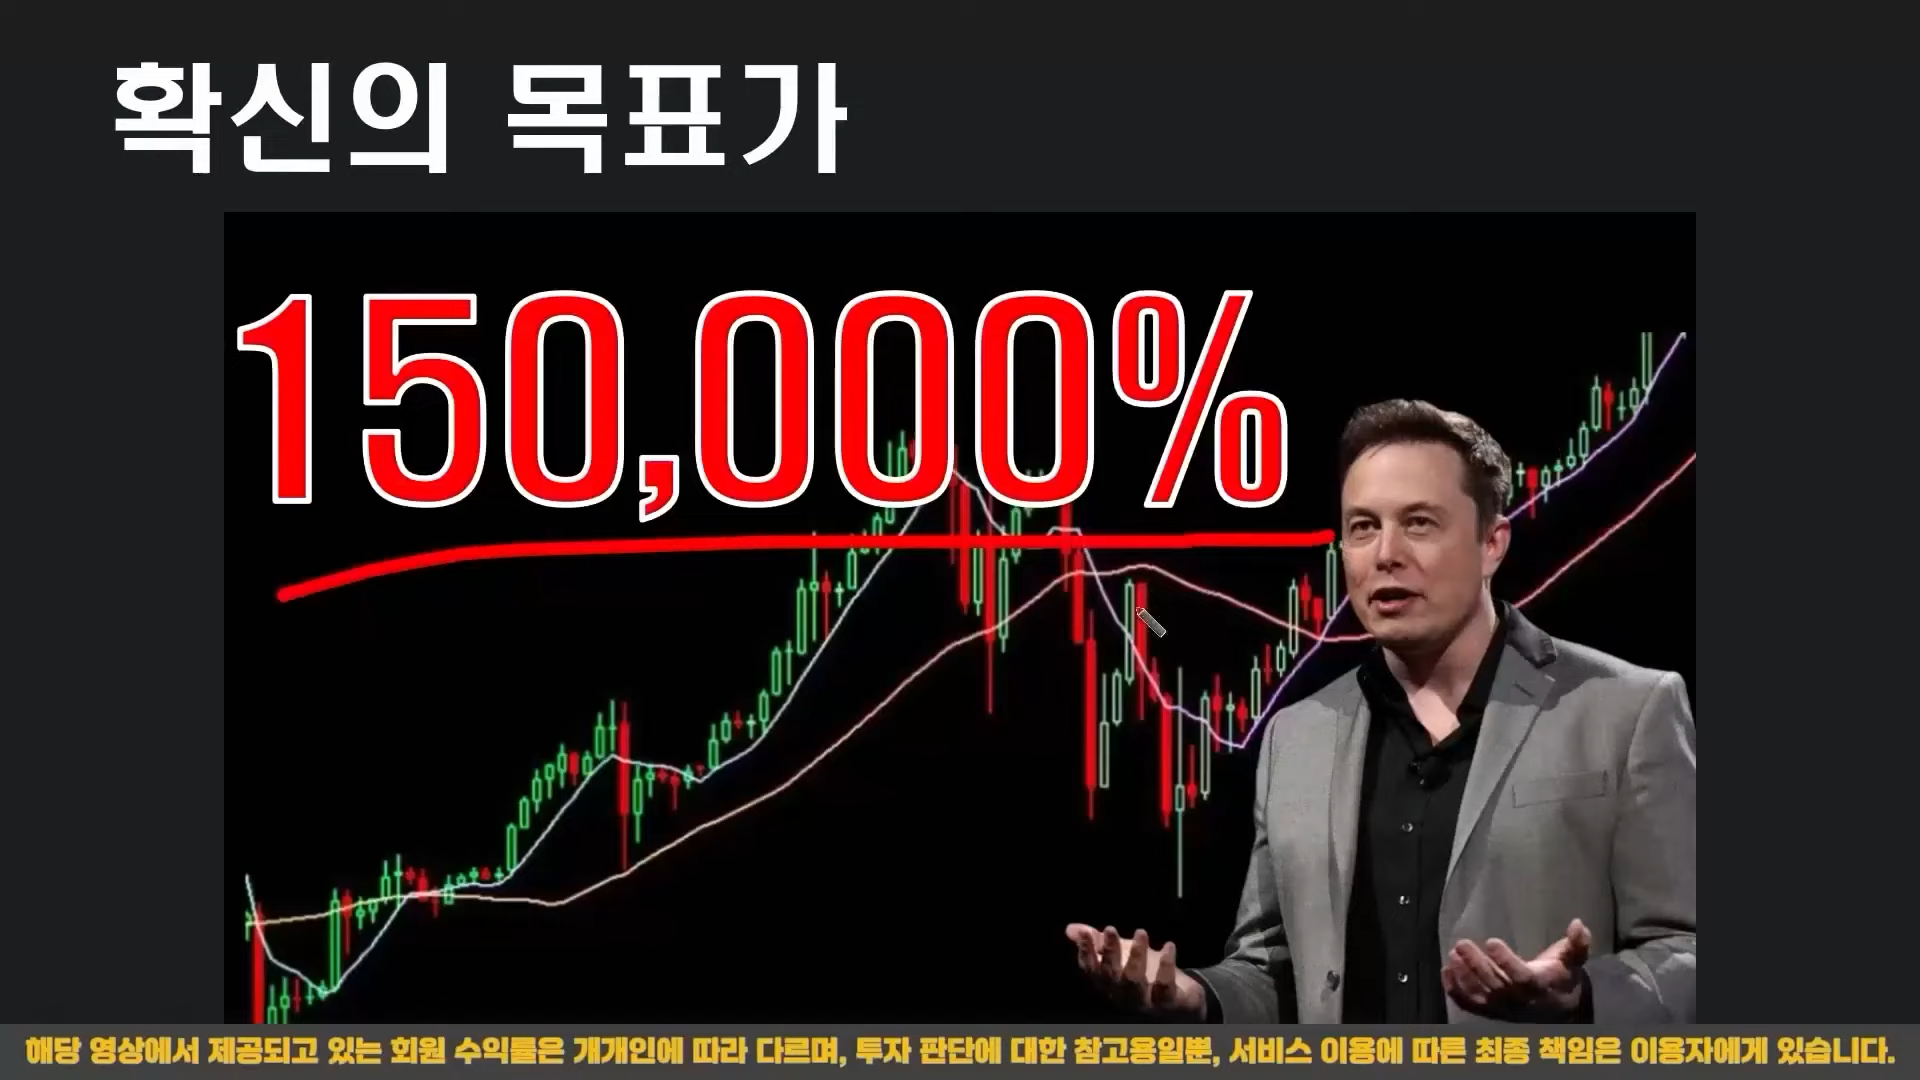 확신의 목표가
150,000%
해당 영상에서 제공되고 있는 회원 수익률은 개개인에 따라 다르며, 투자 판단에 대한 참고용일뿐, 서비스 이용에 따른 최종 책임은 이용자에게 있습니다.